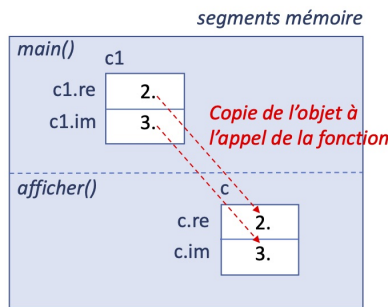 segments mémoire
main()
c1
c1.re 2.
c1.im 3.
Copie de l'objet à
l'appel de la fonction
afficher()
c
c.re 2.
c.im 3.